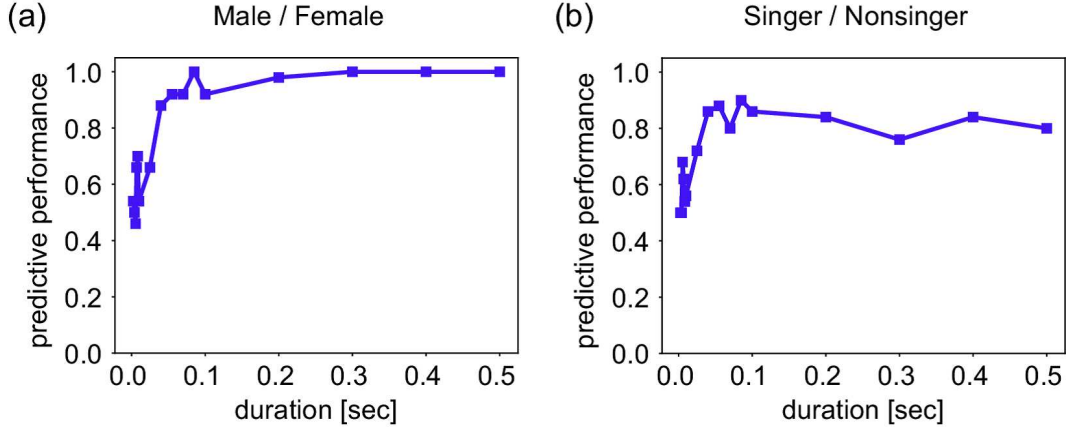 (a) Male / Female
predictive performance
1.0
0.8
0.6
0.4
0.2
0.0
0.0 0.1 0.2 0.3 0.4 0.5
duration [sec]
(b) Singer / Nonsinger
predictive performance
1.0
0.8
0.6
0.4
0.2
0.0
0.0 0.1 0.2 0.3 0.4 0.5
duration [sec]